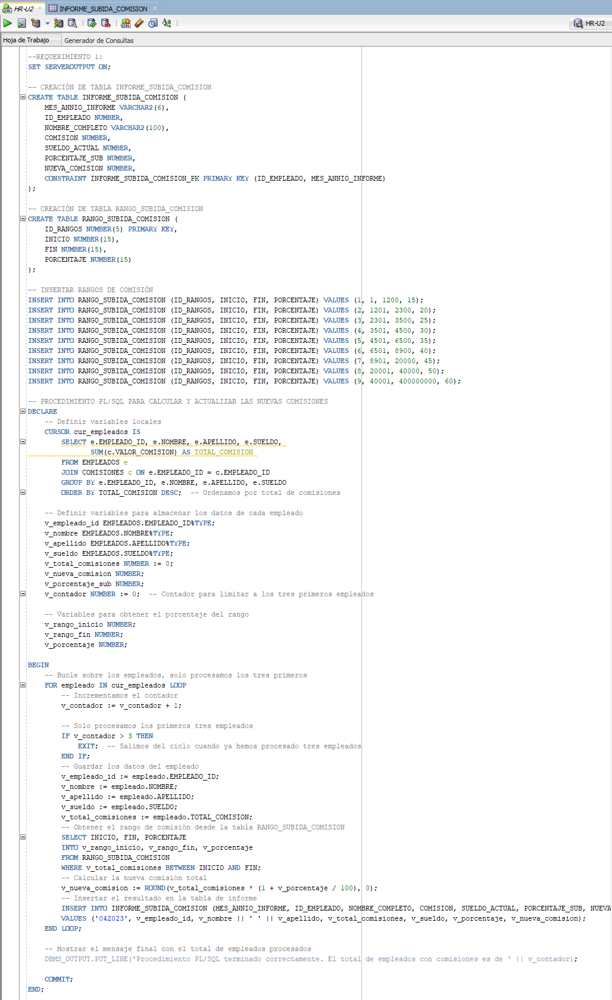 HR-U2 INFORME_SUBIDA_COMISION
HR-U2
Hoja de Trabajo Generador de Consultas
--REQUERIMIENTO 1:
SET SERVEROUTPUT ON;
-- CREACIÓN DE TABLA INFORME_SUBIDA_COMISION
CREATE TABLE INFORME_SUBIDA_COMISION (
MES_ANNIO_INFORME VARCHAR2(6),
ID_EMPLEADO NUMBER,
NOMBRE_COMPLETO VARCHAR2(100),
COMISION NUMBER,
SUELDO_ACTUAL NUMBER,
PORCENTAJE_SUB NUMBER,
NUEVA_COMISION NUMBER,
CONSTRAINT INFORME_SUBIDA_COMISION_PK PRIMARY KEY (ID_EMPLEADO, MES_ANNIO_INFORME)
);
-- CREACIÓN DE TABLA RANGO_SUBIDA_COMISION
CREATE TABLE RANGO_SUBIDA_COMISION (
ID_RANGOS NUMBER(5) PRIMARY KEY,
INICIO NUMBER(15),
FIN NUMBER(15),
PORCENTAJE NUMBER(15)
);
-- INSERTAR RANGOS DE COMISIÓN
INSERT INTO RANGO_SUBIDA_COMISION (ID_RANGOS, INICIO, FIN, PORCENTAJE) VALUES (1, 1, 1200, 15);
INSERT INTO RANGO_SUBIDA_COMISION (ID_RANGOS, INICIO, FIN, PORCENTAJE) VALUES (2, 1201, 2300, 20);
INSERT INTO RANGO_SUBIDA_COMISION (ID_RANGOS, INICIO, FIN, PORCENTAJE) VALUES (3, 2301, 3500, 25);
INSERT INTO RANGO_SUBIDA_COMISION (ID_RANGOS, INICIO, FIN, PORCENTAJE) VALUES (4, 3501, 4500, 30);
INSERT INTO RANGO_SUBIDA_COMISION (ID_RANGOS, INICIO, FIN, PORCENTAJE) VALUES (5, 4501, 6500, 35);
INSERT INTO RANGO_SUBIDA_COMISION (ID_RANGOS, INICIO, FIN, PORCENTAJE) VALUES (6, 6501, 8900, 40);
INSERT INTO RANGO_SUBIDA_COMISION (ID_RANGOS, INICIO, FIN, PORCENTAJE) VALUES (7, 8901, 20000, 45);
INSERT INTO RANGO_SUBIDA_COMISION (ID_RANGOS, INICIO, FIN, PORCENTAJE) VALUES (8, 20001, 40000, 50);
INSERT INTO RANGO_SUBIDA_COMISION (ID_RANGOS, INICIO, FIN, PORCENTAJE) VALUES (9, 40001, 400000000, 60);
-- PROCEDIMIENTO PL/SQL PARA CALCULAR Y ACTUALIZAR LAS NUEVAS COMISIONES
DECLARE
-- Definir variables locales
CURSOR cur_empleados IS
SELECT e.EMPLEADO_ID, e.NOMBRE, e.APELLIDO, e.SUELDO,
SUM(c.VALOR_COMISION) AS TOTAL_COMISION
FROM EMPLEADOS e
JOIN COMISIONES c ON e.EMPLEADO_ID = c.EMPLEADO_ID
GROUP BY e.EMPLEADO_ID, e.NOMBRE, e.APELLIDO, e.SUELDO
ORDER BY TOTAL_COMISION DESC; -- Ordenamos por total de comisiones
-- Definir variables para almacenar los datos de cada empleado
v_empleado_id EMPLEADOS.EMPLEADO_ID%TYPE;
v_nombre EMPLEADOS.NOMBRE%TYPE;
v_apellido EMPLEADOS.APELLIDO%TYPE;
v_sueldo EMPLEADOS.SUELDO%TYPE;
v_total_comisiones NUMBER := 0;
v_nueva_comision NUMBER;
v_porcentaje_sub NUMBER;
v_contador NUMBER := 0; -- Contador para limitar a los tres primeros empleados
-- Variables para obtener el porcentaje del rango
v_rango_inicio NUMBER;
v_rango_fin NUMBER;
v_porcentaje NUMBER;
BEGIN
-- Bucle sobre los empleados, solo procesamos los tres primeros
FOR empleado IN cur_empleados LOOP
-- Incrementamos el contador
v_contador := v_contador + 1;
-- Solo procesamos los primeros tres empleados
IF v_contador > 3 THEN
EXIT; -- Salimos del ciclo cuando ya hemos procesado tres empleados
END IF;
-- Guardar los datos del empleado
v_empleado_id := empleado.EMPLEADO_ID;
v_nombre := empleado.NOMBRE;
v_apellido := empleado.APELLIDO;
v_sueldo := empleado.SUELDO;
v_total_comisiones := empleado.TOTAL_COMISION;
-- Obtener el rango de comisión desde la tabla RANGO_SUBIDA_COMISION
SELECT INICIO, FIN, PORCENTAJE
INTO v_rango_inicio, v_rango_fin, v_porcentaje
FROM RANGO_SUBIDA_COMISION
WHERE v_total_comisiones BETWEEN INICIO AND FIN;
-- Calcular la nueva comisión total
v_nueva_comision := ROUND(v_total_comisiones * (1 + v_porcentaje / 100), 0);
-- Insertar el resultado en la tabla de informe
INSERT INTO INFORME_SUBIDA_COMISION (MES_ANNIO_INFORME, ID_EMPLEADO, NOMBRE_COMPLETO, COMISION, SUELDO_ACTUAL, PORCENTAJE_SUB, NUEVA
VALUES ('042023', v_empleado_id, v_nombre || ' ' || v_apellido, v_total_comisiones, v_sueldo, v_porcentaje, v_nueva_comision);
END LOOP;
-- Mostrar el mensaje final con el total de empleados procesados
DBMS_OUTPUT.PUT_LINE('Procedimiento PL/SQL terminado correctamente. El total de empleados con comisiones es de ' || v_contador);
COMMIT;
END;